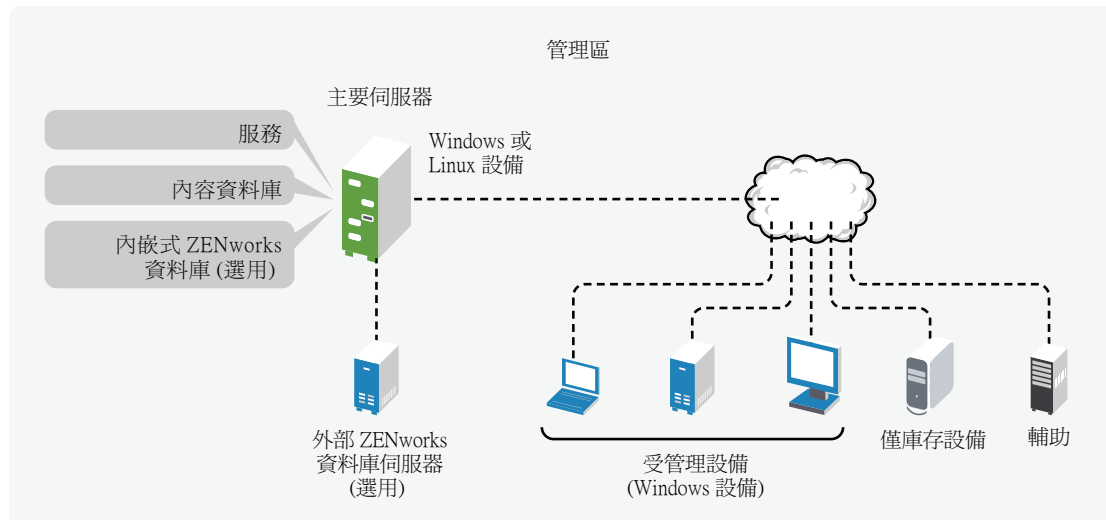 管理區
主要伺服器
服務
內容資料庫
內嵌式 ZENworks
資料庫 (選用)
Windows 或
Linux 設備
外部 ZENworks
資料庫伺服器
(選用)
受管理設備
(Windows 設備)
僅庫存設備
輔助